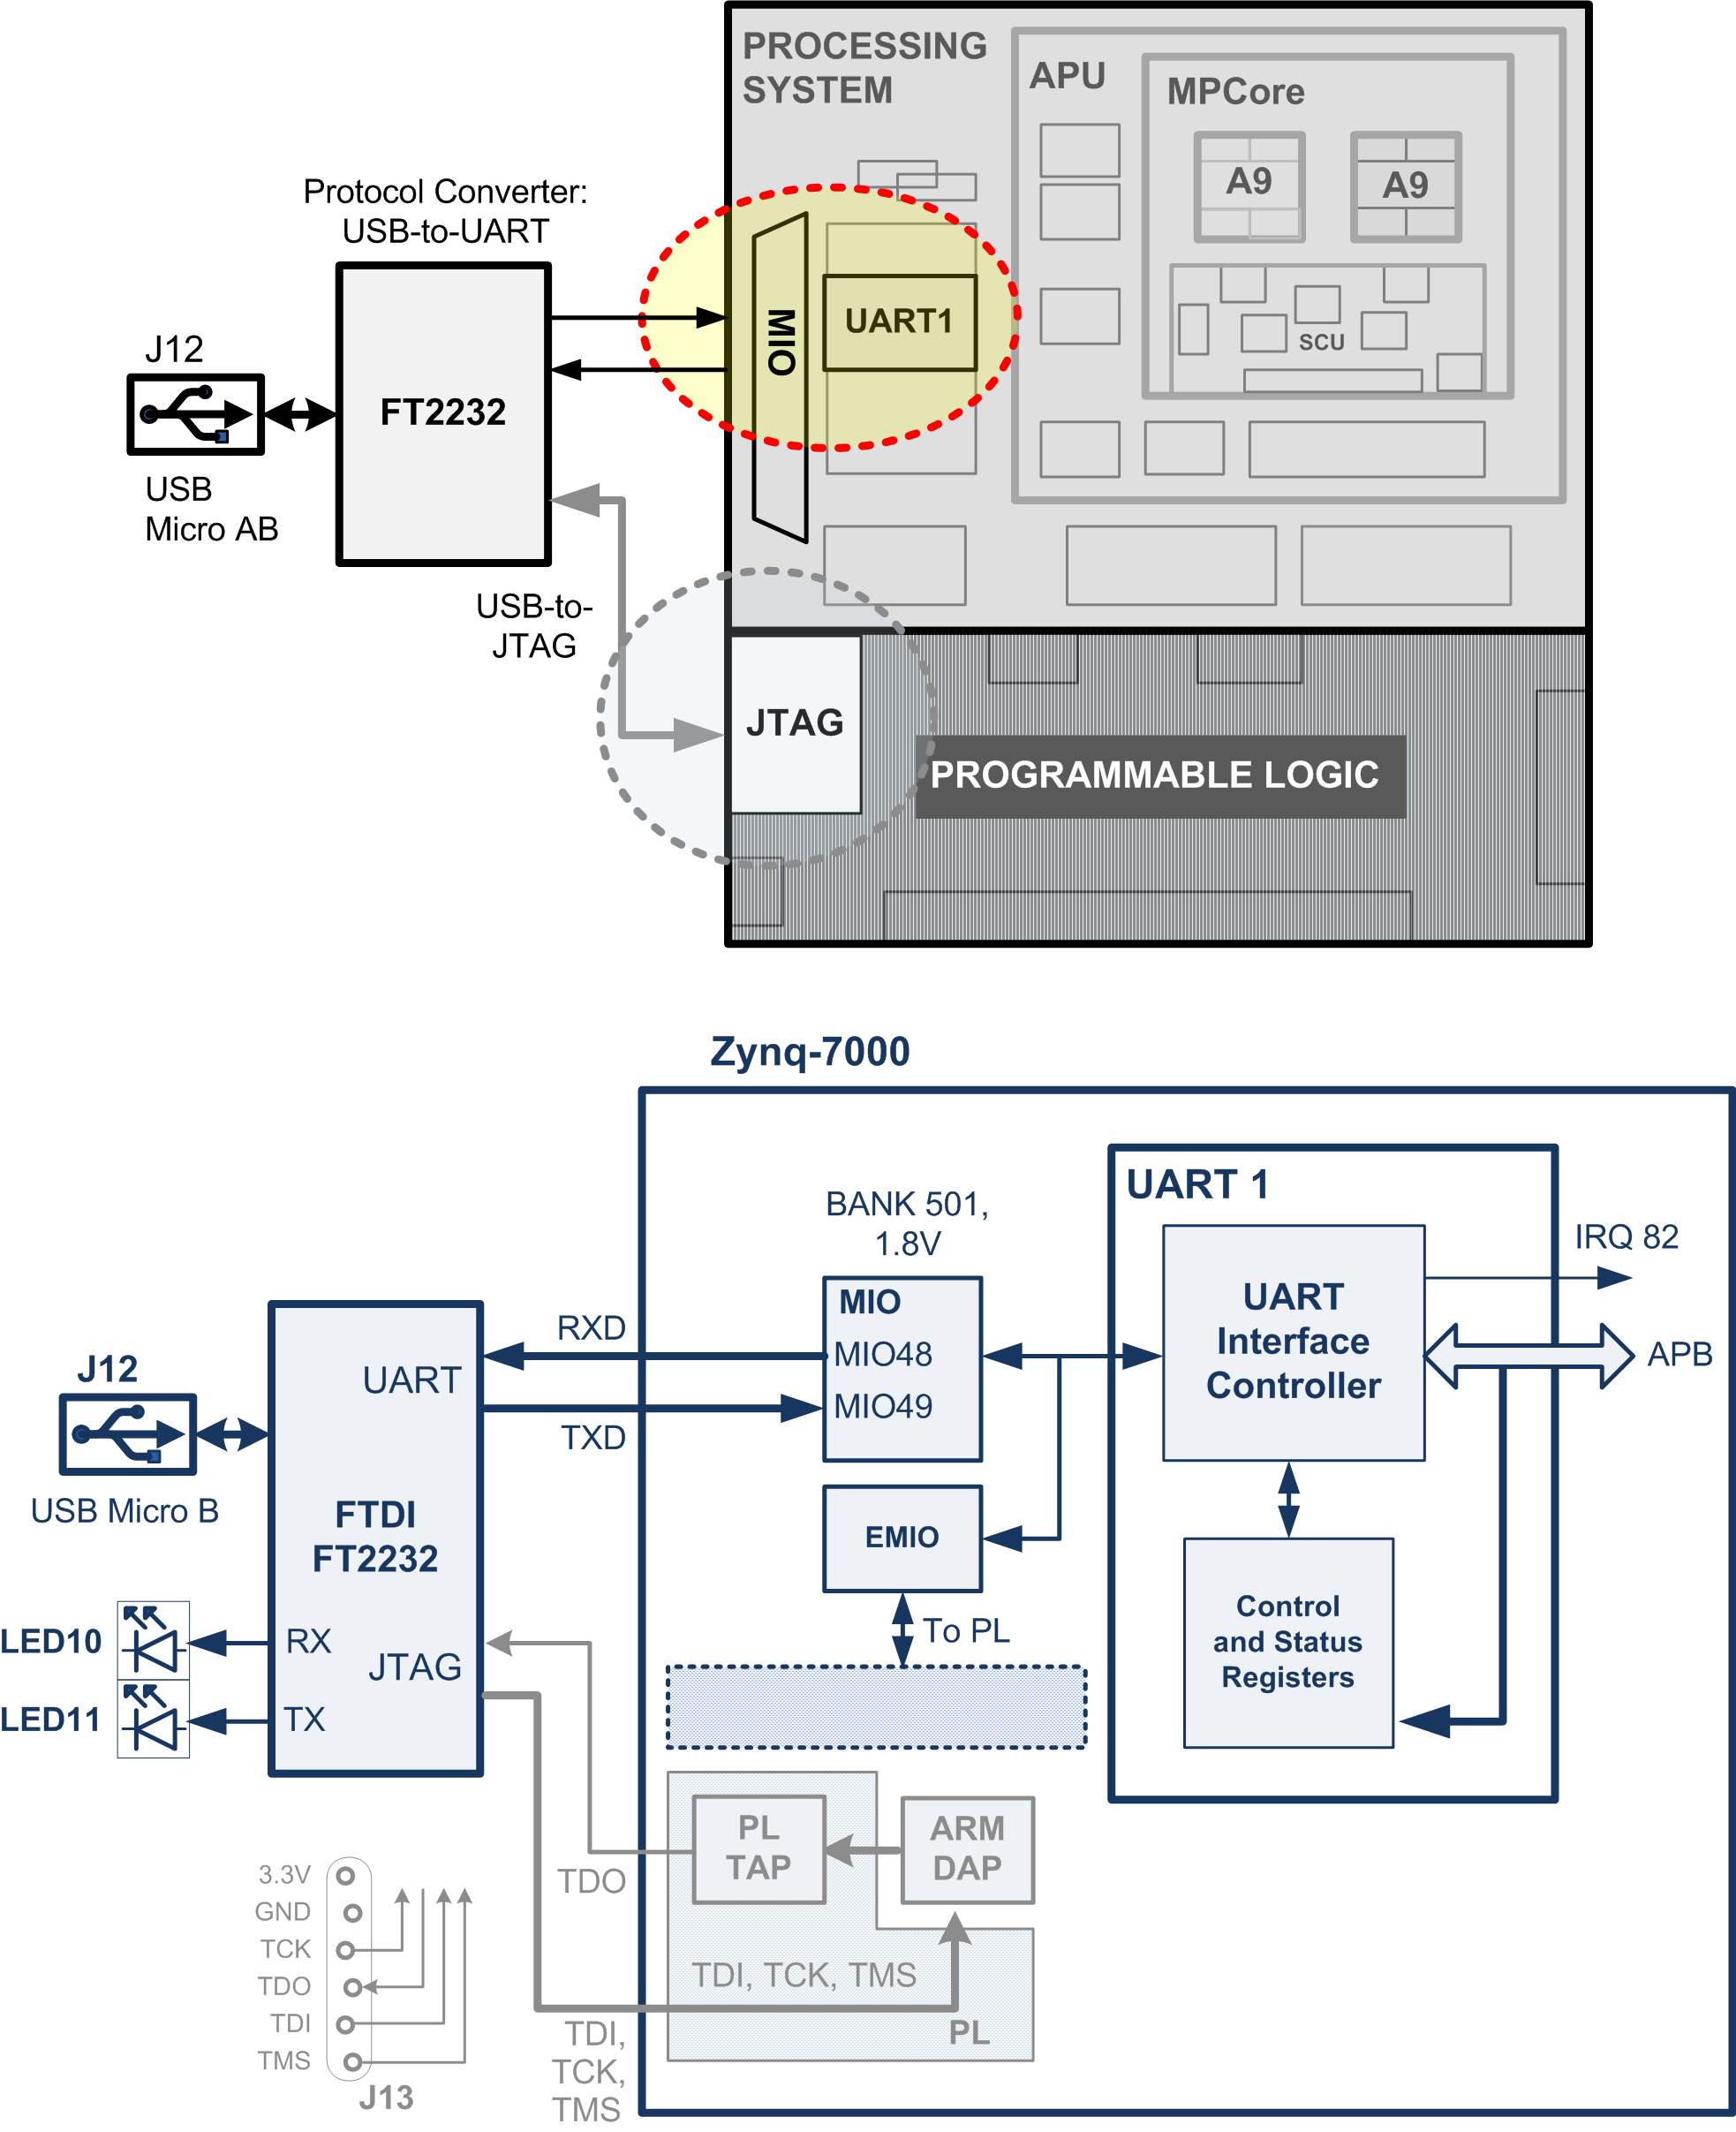 PROCESSING
SYSTEM
APU
MPCore
A9
A9
SCU
Protocol Converter:
USB-to-UART
MIO
UART1
J12
FT2232
USB
Micro AB
USB-to-
JTAG
JTAG
PROGRAMMABLE LOGIC
Zynq-7000
UART 1
BANK 501,
1.8V
IRQ 82
MIO
UART
Interface
Controller
RXD
MIO48
APB
J12
UART
MIO49
TXD
USB Micro B
FTDI
FT2232
EMIO
Control
and Status
Registers
To PL
LED10
RX
JTAG
LED11
TX
PL
TAP
ARM
DAP
TDO
3.3V
GND
TCK
TDO
TDI
TMS
J13
TDI, TCK, TMS
PL
TDI,
TCK,
TMS